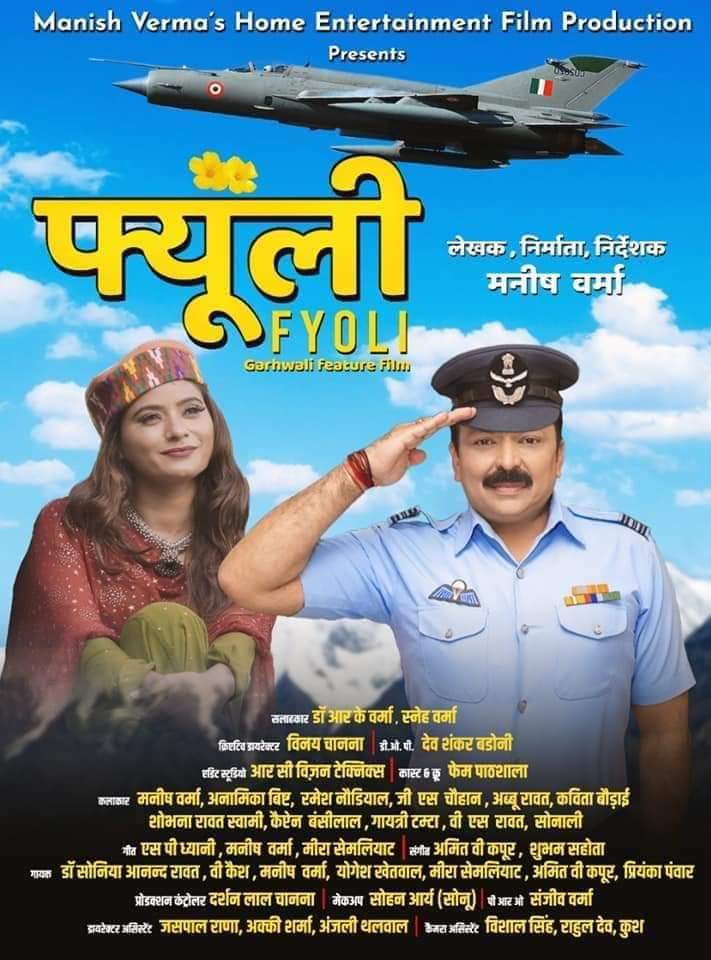 Manish Verma's Home Entertainment Film Production
Presents
फ्यूँली
FYOLI
Garhwali Feature Film
लेखक , निर्माता, निर्देशक
मनीष वर्मा
सलाहकार डॉ आर के वर्मा , स्नेह वर्मा
क्रिएटिव डायरेक्टर विनय चानना | डी.ओ.पी. देव शंकर बडोनी
एडिट स्टूडियो आर सी विज़न टेक्निक्स | कास्ट & क्रू फेम पाठशाला
कलाकार मनीष वर्मा, अनामिका बिष्ट, रमेश नौडियाल, जी एस चौहान , अब्बू रावत, कविता बौड़ाई
शोभना रावत स्वामी, कैरेन बंसीलाल , गायत्री टम्टा , वी एस रावत, सोनाली
गीत एस पी ध्यानी , मनीष वर्मा , मीरा सेमलियाट | संगीत अमित वी कपूर , शुभम सहोता
गायक डॉ सोनिया आनन्द रावत , वी कैश , मनीष वर्मा, योगेश खेतवाल, मीरा सेमलियाट , अमित वी कपूर, प्रियंका पंवार
प्रोडक्शन कंट्रोलर दर्शन लाल चानना | मेकअप सोहन आर्य (सोनू) | पी आर ओ संजीव वर्मा
डायरेक्टर असिस्टेंट जसपाल राणा, अक्की शर्मा, अंजली थलवाल | कैमरा असिस्टेंट विशाल सिंह, राहुल देव, कुश